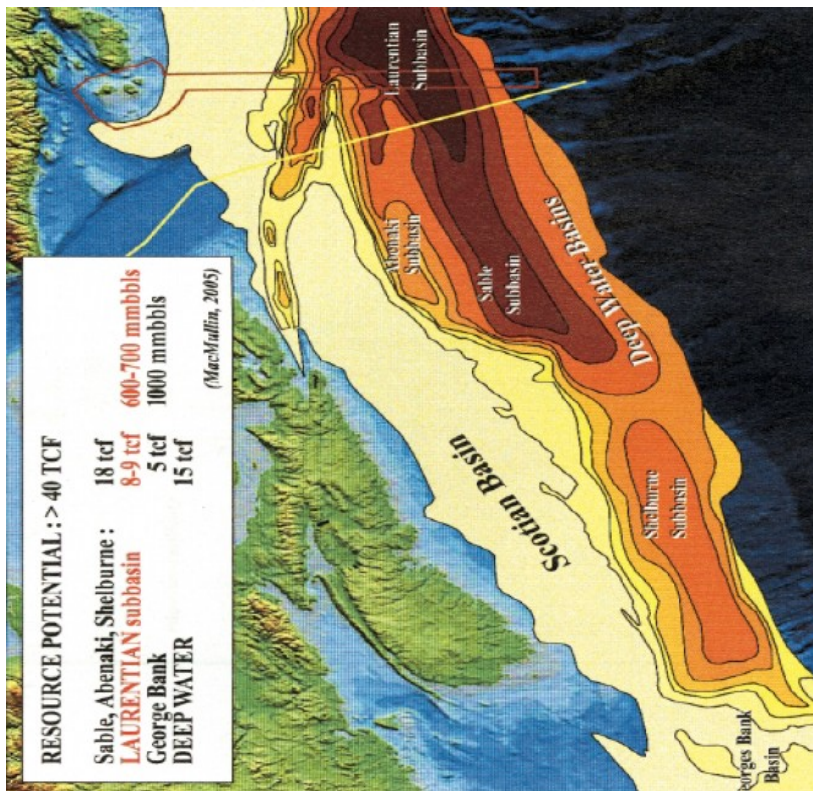 RESOURCE POTENTIAL : > 40 TCF
Sable, Abenaki, Shelburne : 18 tcf
LAURENTIAN subbasin 8-9 tcf 600-700 mmbbls
George Bank 5 tcf 1000 mmbbls
DEEP WATER 15 tcf
(MacMullin, 2005)
Laurentian
Subbasin
Abenaki
Subbasin
Sable
Subbasin
Deep Water Basins
Scotian Basin
Shelburne
Subbasin
eorges Bank
Basin